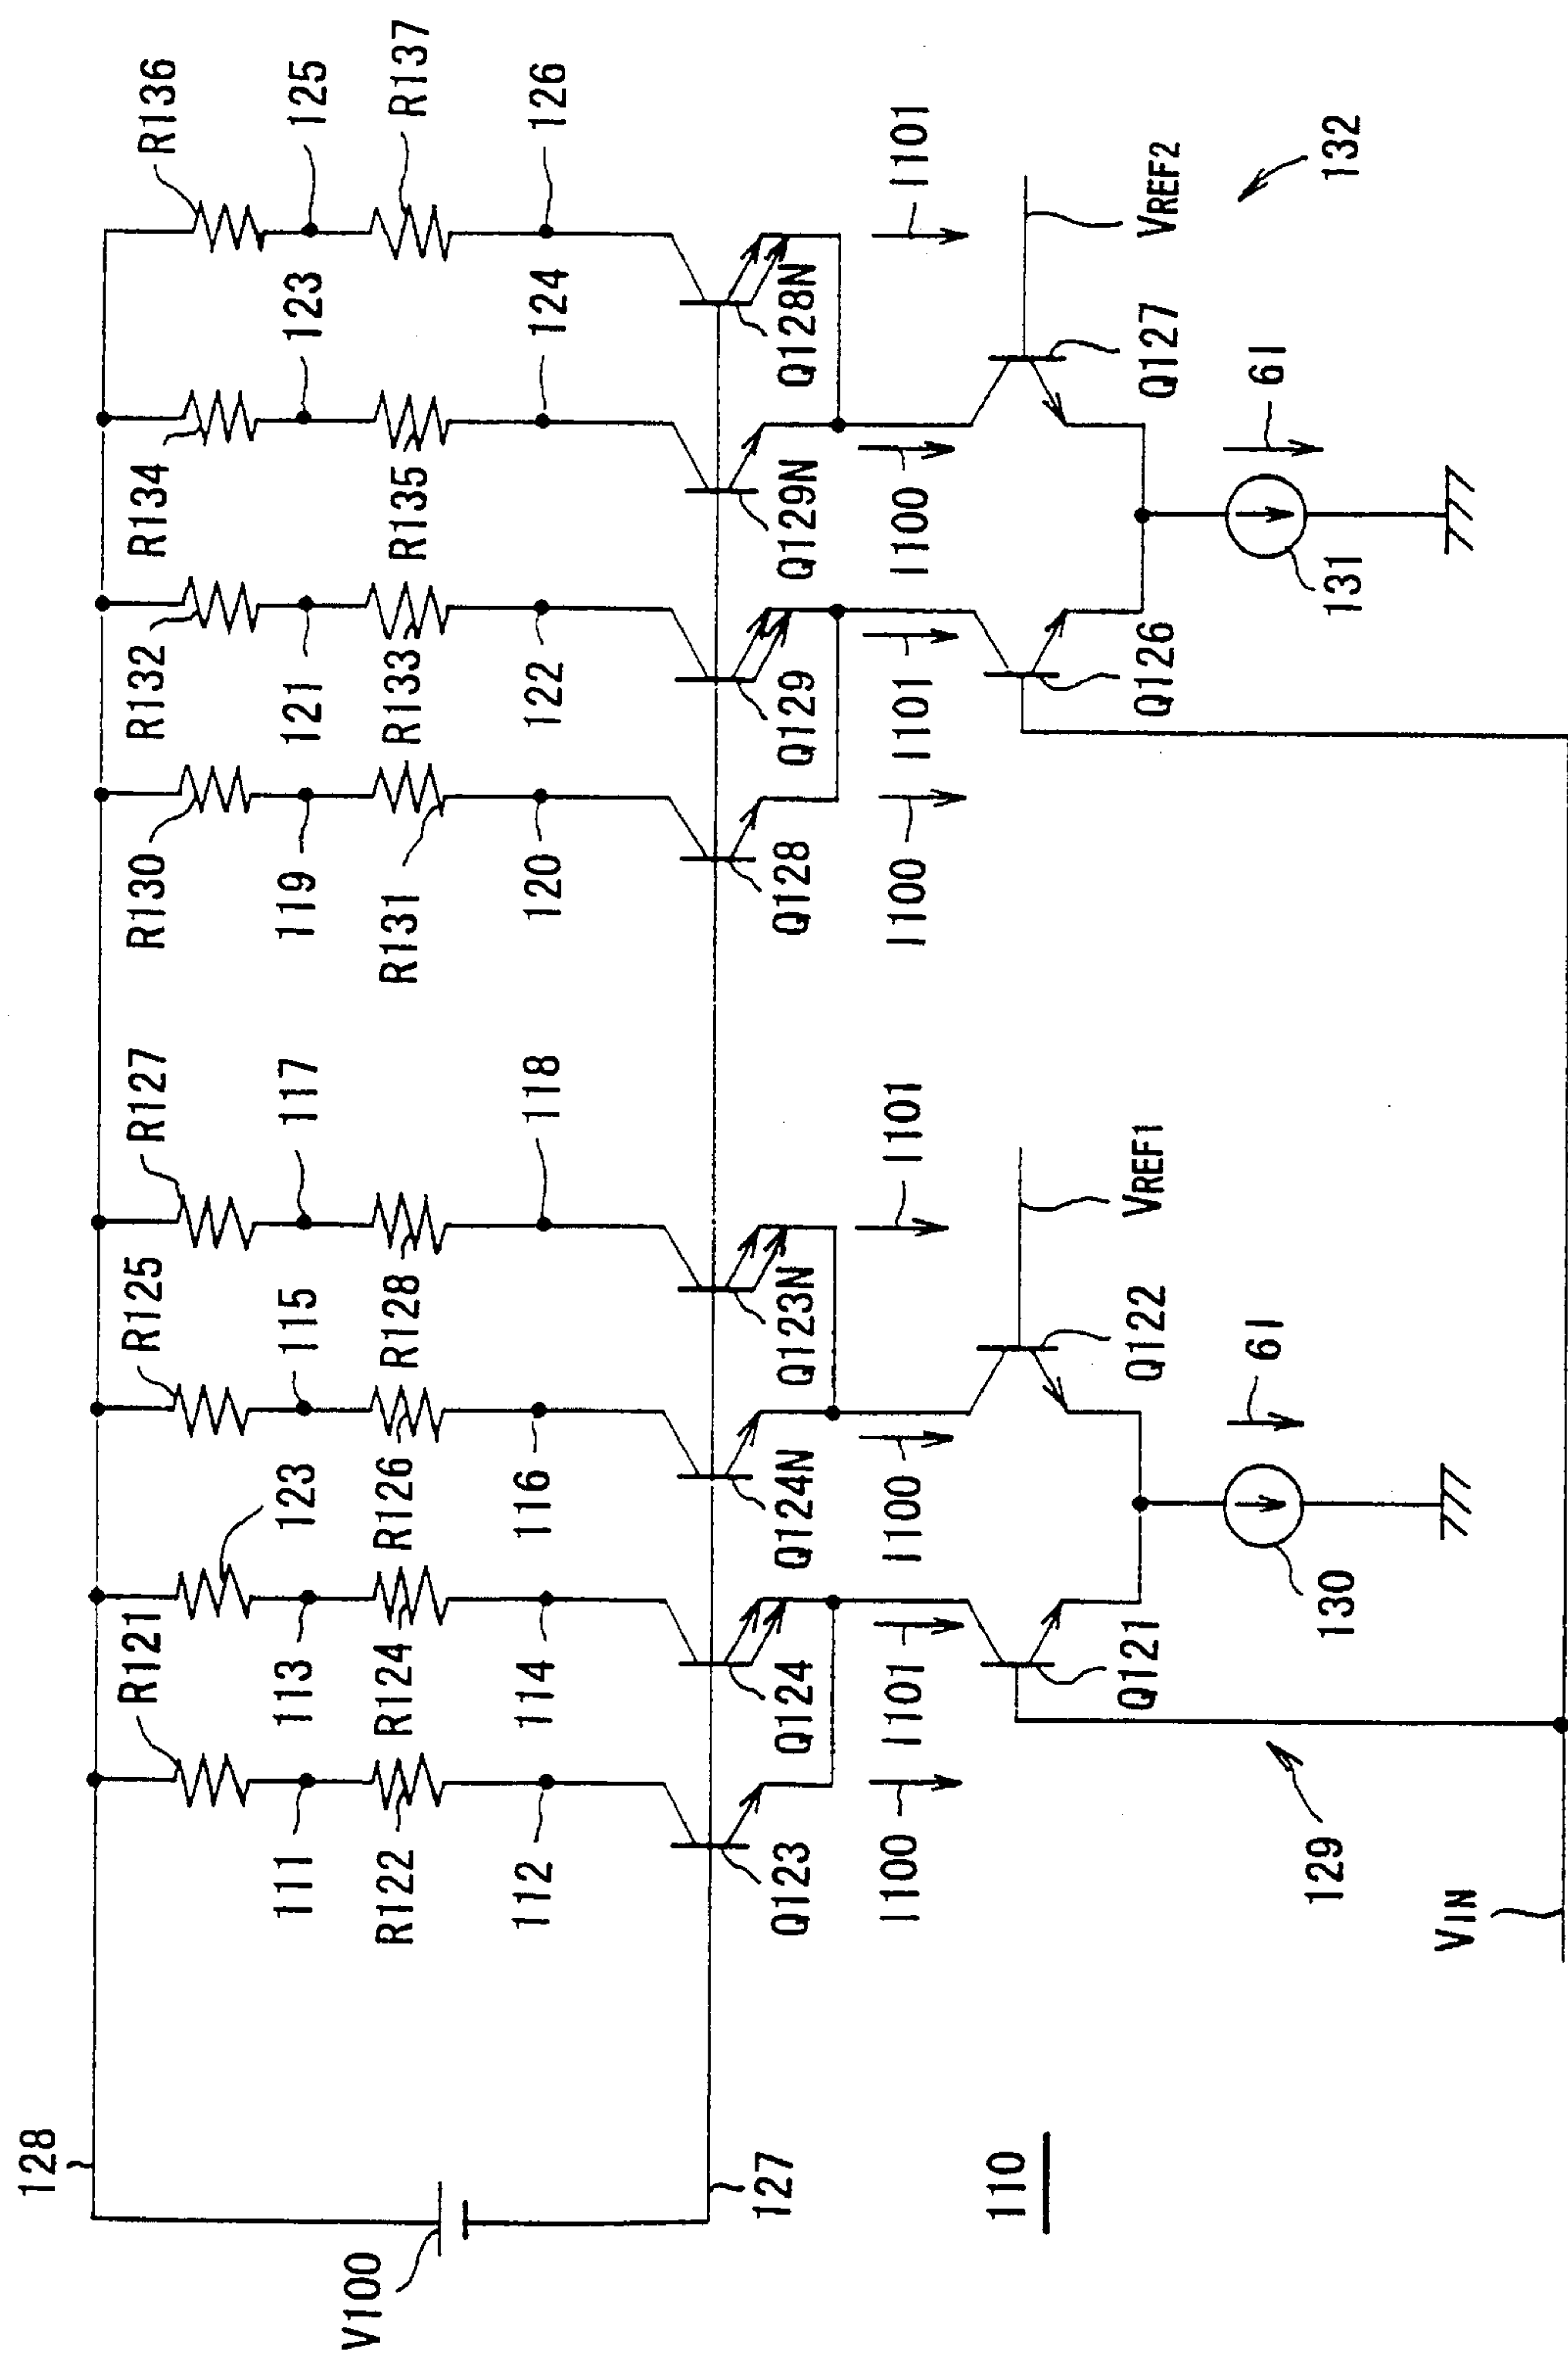 128
R121
R125
R127
R130
R132
R134
R136
111
113
123
115
117
119
121
123
125
V100
R122
R124
R126
R128
R131
R133
R135
R137
112
114
116
118
120
122
124
126
127
Q123
Q124
Q124N
Q123N
Q128
Q129
Q129N
Q128N
I100
I101
I100
I101
I100
I101
I100
I101
110
Q121
Q122
VREF1
Q126
Q127
VREF2
6I
6I
129
130
131
132
VIN